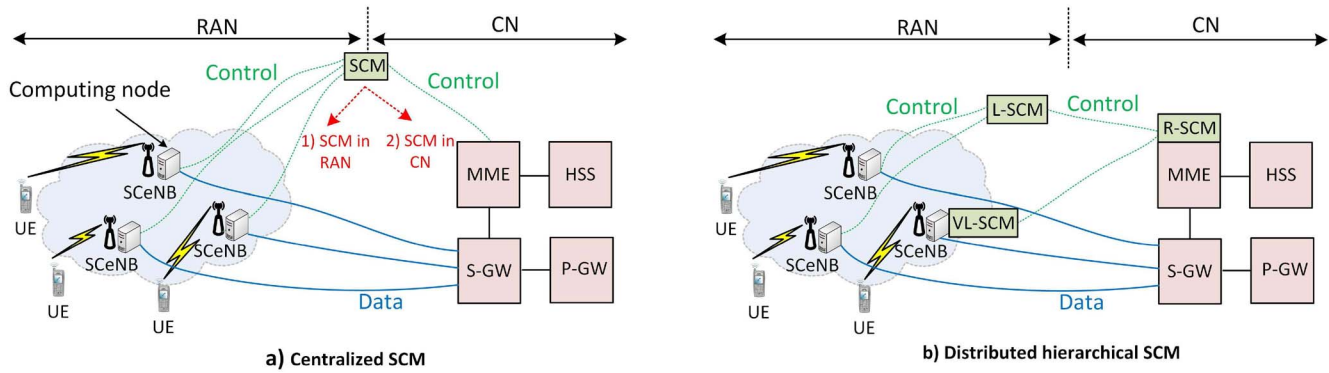 RAN
CN
SCM
Control
Control
Computing node
1) SCM in
RAN
2) SCM in
CN
SCeNB
UE
SCeNB
SCeNB
UE
UE
MME
HSS
S-GW
P-GW
Data
a) Centralized SCM
RAN
CN
Control
L-SCM
Control
R-SCM
SCeNB
UE
MME
HSS
VL-SCM
SCeNB
SCeNB
UE
UE
S-GW
P-GW
Data
b) Distributed hierarchical SCM